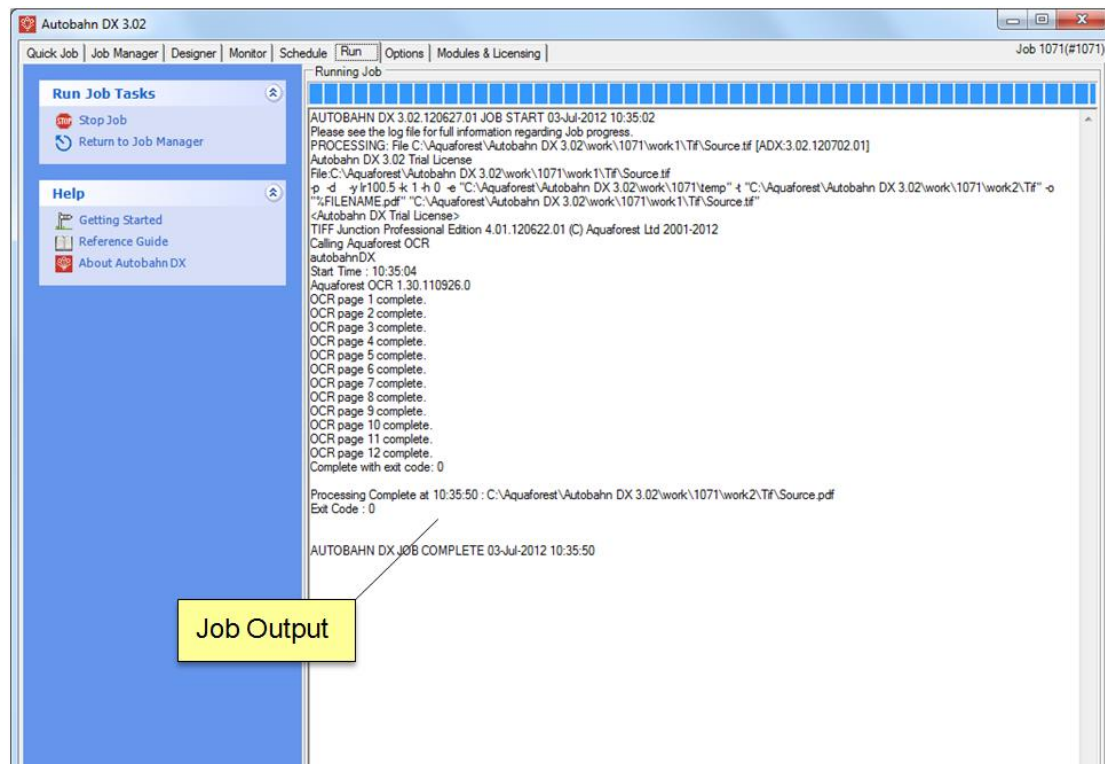 Autobahn DX 3.02
Quick Job
Job Manager
Designer
Monitor
Schedule
Run
Options
Modules & Licensing
Job 1071(#1071)
Run Job Tasks
STOP
Stop Job
Return to Job Manager
Help
Getting Started
Reference Guide
About Autobahn DX
Running Job
AUTOBAHN DX 3.02.120627.01 JOB START 03-Jul-2012 10:35:02
Please see the log file for full information regarding Job progress.
PROCESSING: File C:\Aquaforest\Autobahn DX 3.02\work\1071\work1\Tif\Source.tif [ADX:3.02.120702.01]
Autobahn DX 3.02 Trial License
File:C:\Aquaforest\Autobahn DX 3.02\work\1071\work1\Tif\Source.tif
-p -d -y lr100.5 -k 1 -h 0 -e "C:\Aquaforest\Autobahn DX 3.02\work\1071\temp" -t "C:\Aquaforest\Autobahn DX 3.02\work\1071\work2\Tif" -o
"%FILENAME.pdf" "C:\Aquaforest\Autobahn DX 3.02\work\1071\work1\Tif\Source.tif"
<Autobahn DX Trial License>
TIFF Junction Professional Edition 4.01.120622.01 (C) Aquaforest Ltd 2001-2012
Calling Aquaforest OCR
autobahnDX
Start Time : 10:35:04
Aquaforest OCR 1.30.110926.0
OCR page 1 complete.
OCR page 2 complete.
OCR page 3 complete.
OCR page 4 complete.
OCR page 5 complete.
OCR page 6 complete.
OCR page 7 complete.
OCR page 8 complete.
OCR page 9 complete.
OCR page 10 complete.
OCR page 11 complete.
OCR page 12 complete.
Complete with exit code: 0
Processing Complete at 10:35:50 : C:\Aquaforest\Autobahn DX 3.02\work\1071\work2\Tif\Source.pdf
Exit Code : 0
AUTOBAHN DX JOB COMPLETE 03-Jul-2012 10:35:50
Job Output